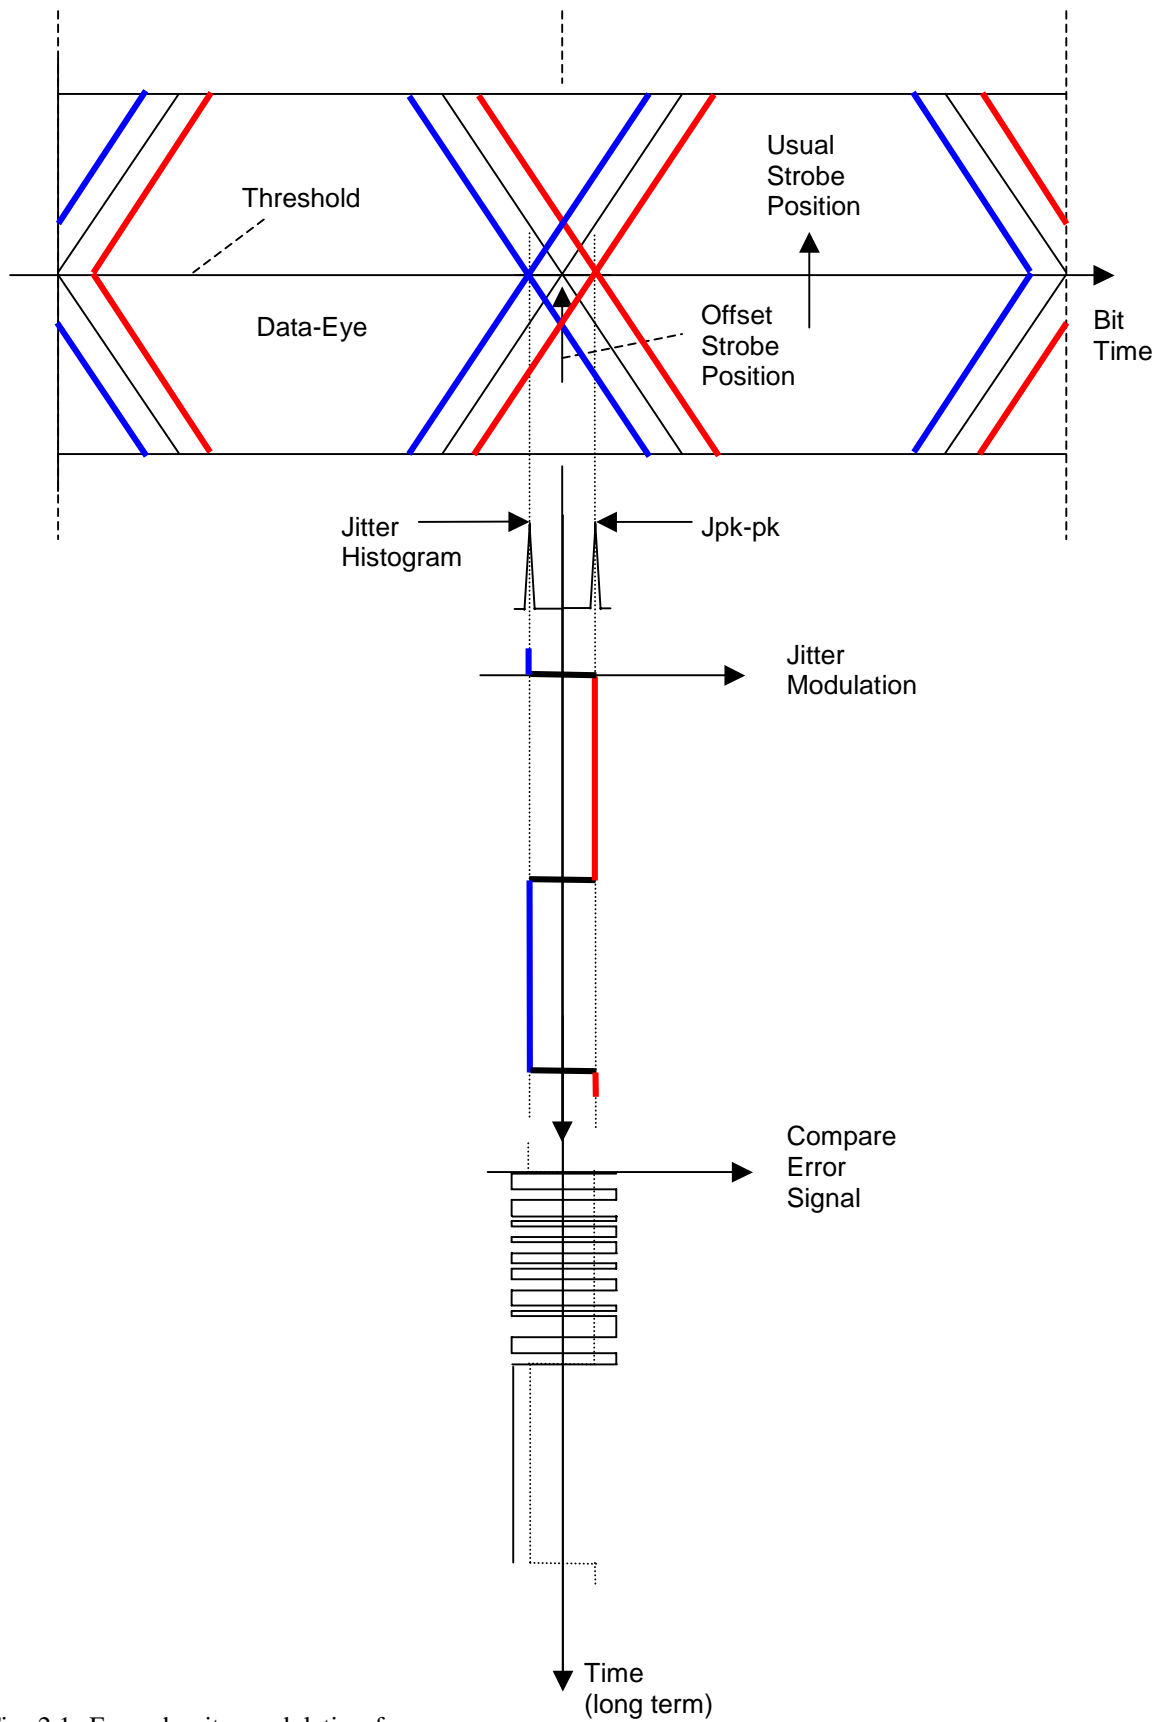 Usual
Strobe
Position
Threshold
Data-Eye
Offset
Strobe
Position
Bit
Time
Jitter
Histogram
Jpk-pk
Jitter
Modulation
Compare
Error
Signal
Time
(long term)